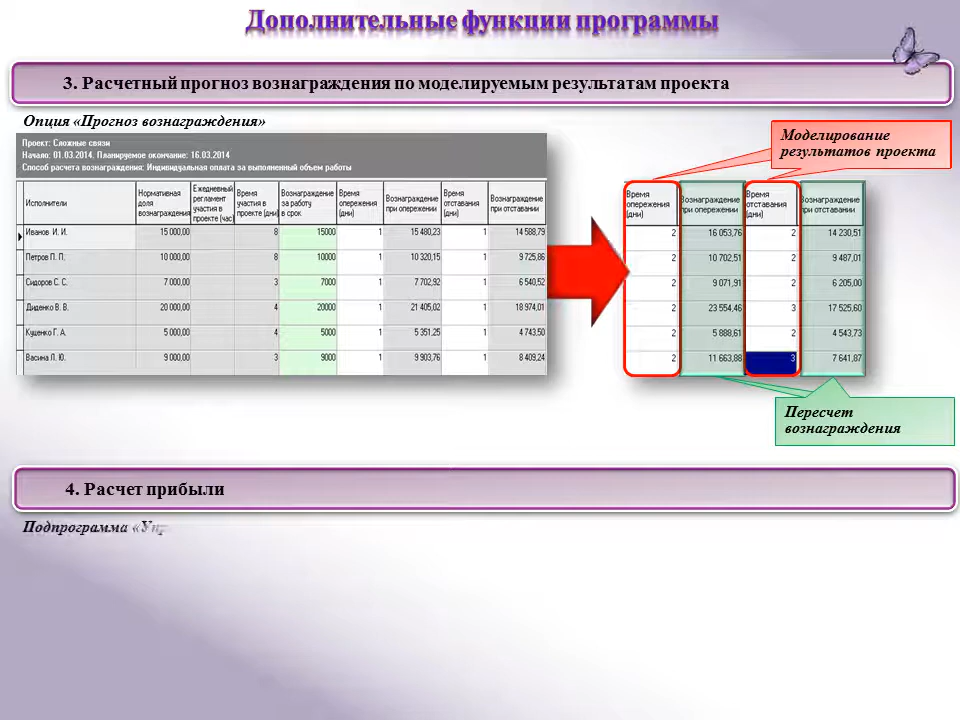 Дополнительные функции программы
3. Расчетный прогноз вознаграждения по моделируемым результатам проекта
Опция «Прогноз вознаграждения»
Проект: Сложные связи
Начало: 01.03.2014. Планируемое окончание: 16.03.2014
Способ расчета вознаграждения: Индивидуальная оплата за выполненный объем работы
Исполнители Нормативная доля вознаграждения Ежедневный регламент участия в проекте (час) Время участия в проекте (дни) Вознаграждение за работу в срок Время опережения (дни) Вознаграждение при опережении Время отставания (дни) Вознаграждение при отставании
Иванов И. И. 15 000,00 8 15000 1 15 480,23 1 14 588,79
Петров П. П. 10 000,00 8 10000 1 10 320,15 1 9 725,86
Сидоров С. С. 7 000,00 3 7000 1 7 702,92 1 6 540,52
Диденко В. В. 20 000,00 4 20000 1 21 405,02 1 18 974,01
Куценко Г. А. 5 000,00 4 5000 1 5 351,25 1 4 743,50
Васина Л. Ю. 9 000,00 3 9000 1 9 903,76 1 8 409,24
Моделирование
результатов проекта
Время опережения (дни) Вознаграждение при опережении Время отставания (дни) Вознаграждение при отставании
2 16 053,76 2 14 230,51
2 10 702,51 2 9 487,01
2 9 071,91 2 6 205,00
2 23 554,46 3 17 525,60
2 5 888,61 2 4 543,73
2 11 663,88 3 7 641,87
Пересчет
вознаграждения
4. Расчет прибыли
Подпрограмма «Упр